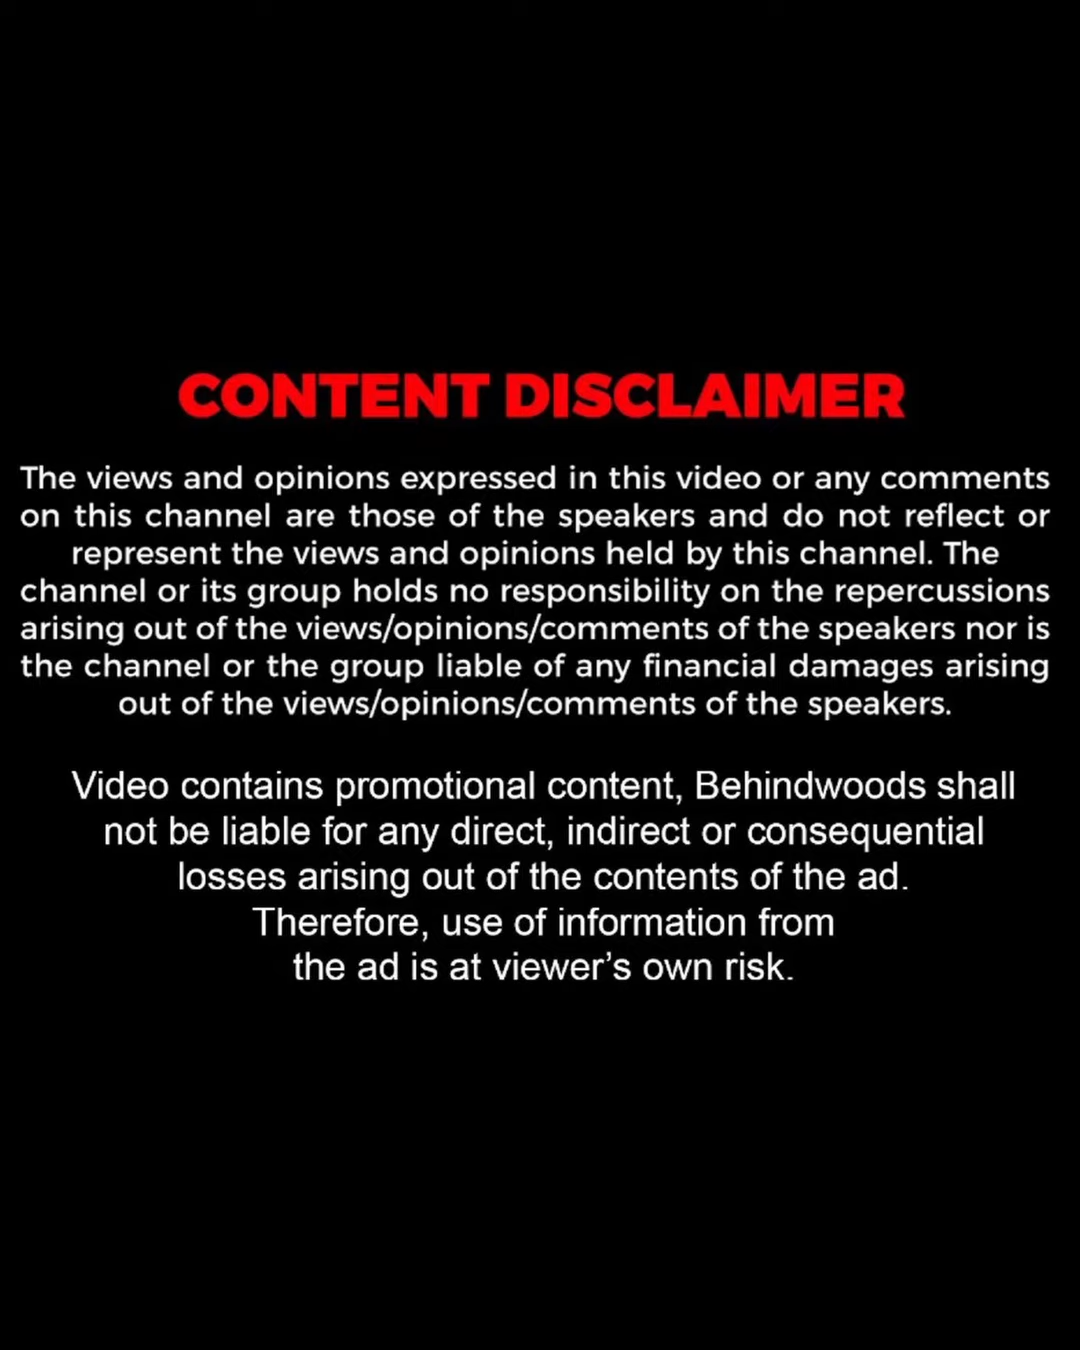 CONTENT DISCLAIMER
The views and opinions expressed in this video or any comments
on this channel are those of the speakers and do not reflect or
represent the views and opinions held by this channel. The
channel or its group holds no responsibility on the repercussions
arising out of the views/opinions/comments of the speakers nor is
the channel or the group liable of any financial damages arising
out of the views/opinions/comments of the speakers.
Video contains promotional content, Behindwoods shall
not be liable for any direct, indirect or consequential
losses arising out of the contents of the ad.
Therefore, use of information from
the ad is at viewer’s own risk.